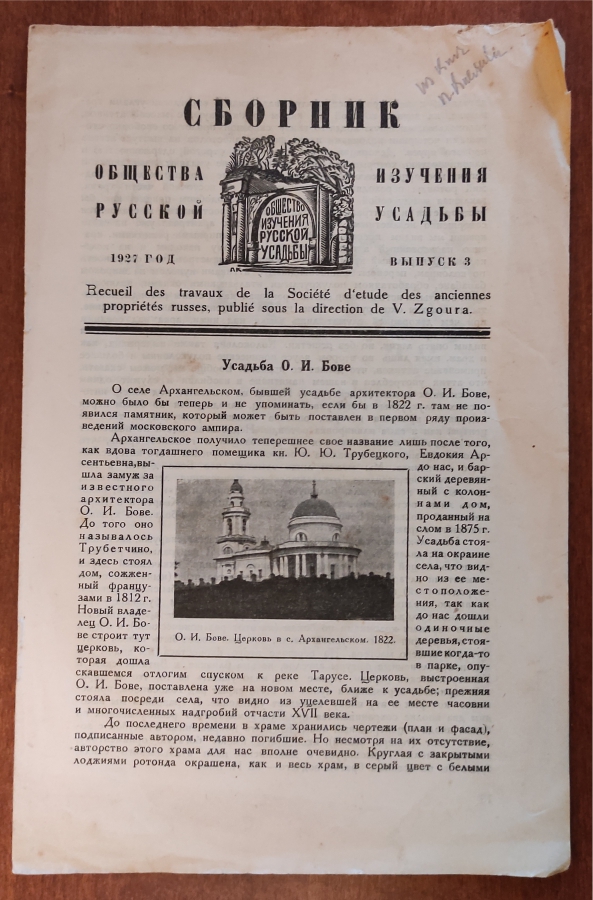 СБОРНИК
ОБЩЕСТВА ИЗУЧЕНИЯ
РУССКОЙ УСАДЬБЫ
ОБЩЕСТВО
ИЗУЧЕНИЯ
РУССКОЙ
УСАДЬБЫ
1927 ГОД ВЫПУСК 3
Recueil des travaux de la Société d'etude des anciennes
propriétés russes, publié sous la direction de V. Zgoura.
Усадьба О. И. Бове
О селе Архангельском, бывшей усадьбе архитектора О. И. Бове,
можно было бы теперь и не упоминать, если бы в 1822 г. там не по-
явился памятник, который может быть поставлен в первом ряду произ-
ведений московского ампира.
Архангельское получило теперешнее свое название лишь после того,
как вдова тогдашнего помещика кн. Ю. Ю. Трубецкого, Евдокия Ар-
сентьевна, вы-
шла замуж за
известного
архитектора
О. И. Бове.
До того оно
называлось
Трубетчино,
и здесь стоял
дом, сожжен-
ный францу-
зами в 1812 г.
Новый владе-
лец О. И. Бо-
ве строит тут
церковь, ко-
торая дошла
О. И. Бове. Церковь в с. Архангельском. 1822.
до нас, и бар-
ский деревян-
ный с колон-
нами дом,
проданный на
слом в 1875 г.
Усадьба стоя-
ла на окраине
села, что вид-
но из ее ме-
стоположе-
ния, так как
до нас дошли
одиночные
деревья, стояв-
шие когда-то
в парке, опу-
скавшемся отлогим спуском к реке Тарусе. Церковь, выстроенная
О. И. Бове, поставлена уже на новом месте, ближе к усадьбе; прежняя
стояла посреди села, что видно из уцелевшей на ее месте часовни
и многочисленных надгробий отчасти XVII века.
До последнего времени в храме хранились чертежи (план и фасад),
подписанные автором, недавно погибшие. Но несмотря на их отсутствие,
авторство этого храма для нас вполне очевидно. Круглая с закрытыми
лоджиями ротонда окрашена, как и весь храм, в серый цвет с белыми